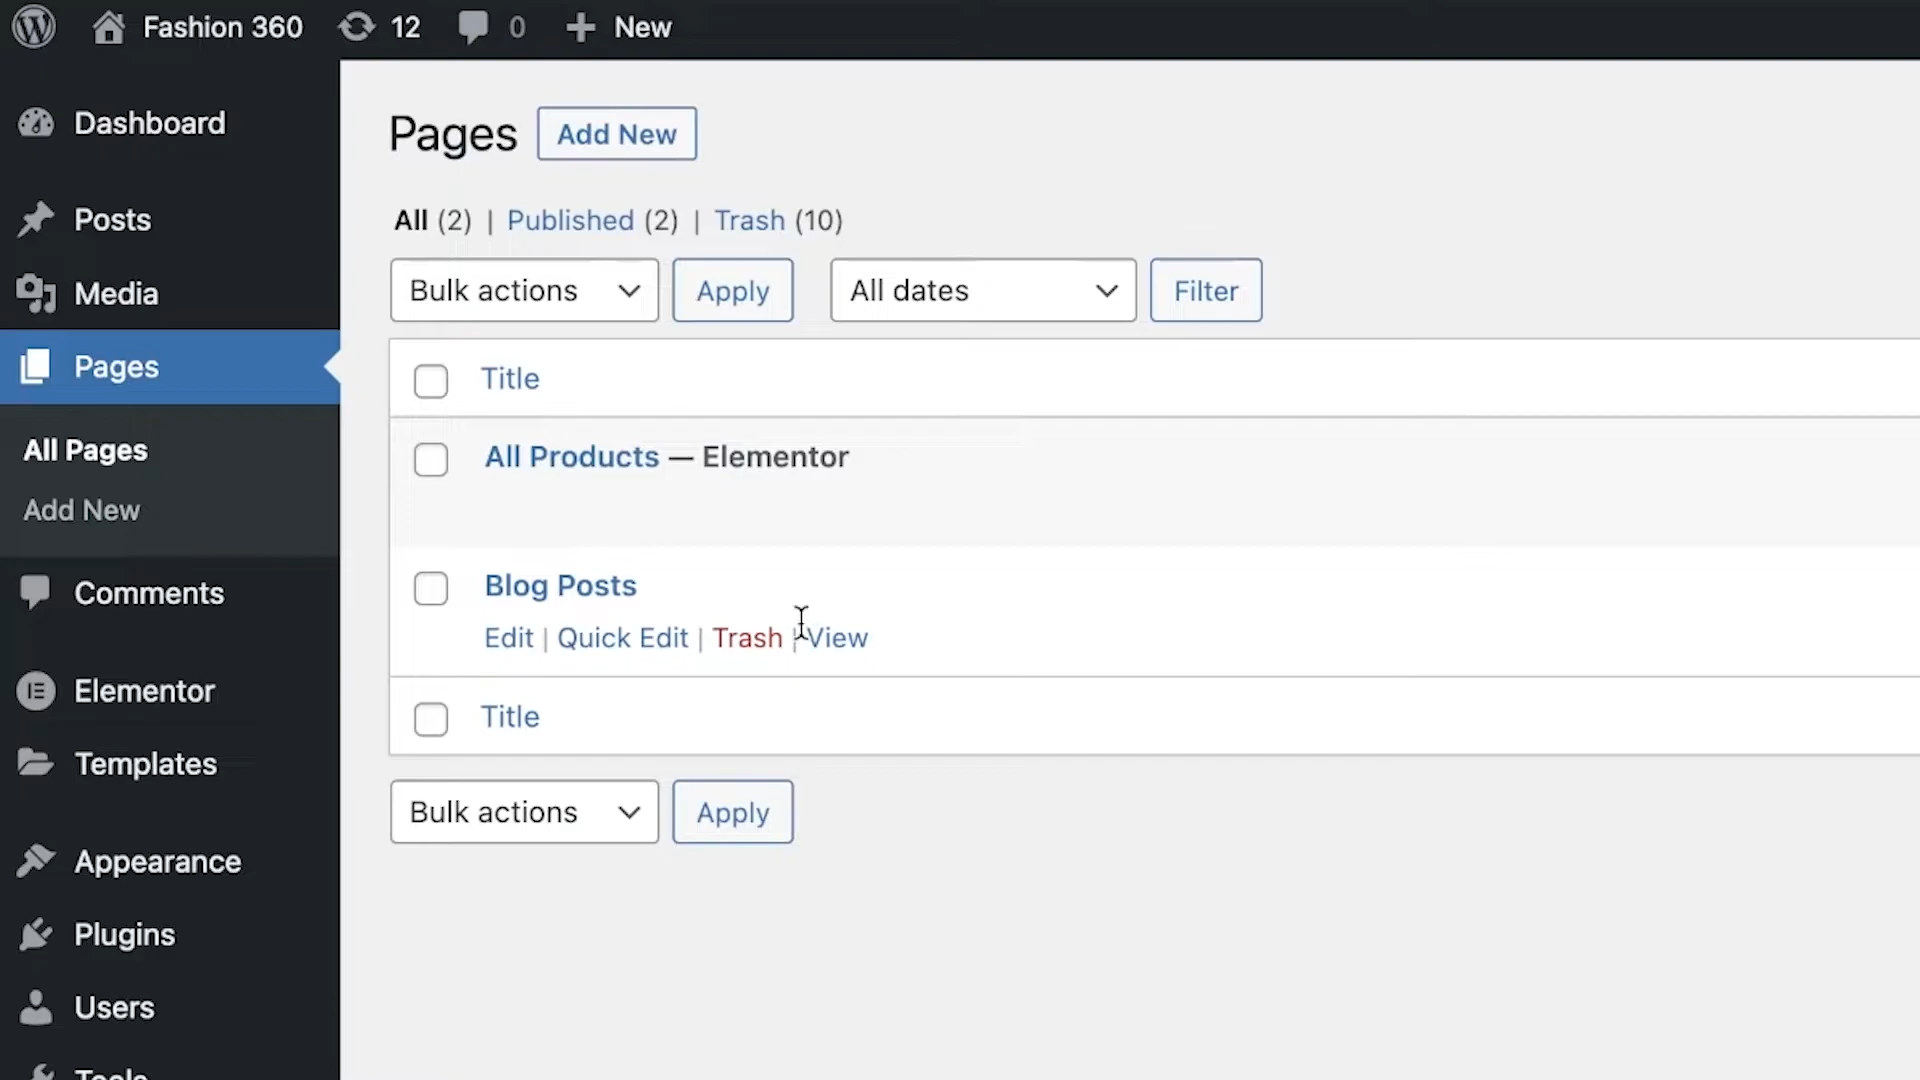 Fashion 360 12 0 New
Dashboard
Posts
Media
Pages
All Pages
Add New
Comments
Elementor
Templates
Appearance
Plugins
Users
Tools
Pages Add New
All (2) | Published (2) | Trash (10)
Bulk actions Apply All dates Filter
Title
All Products — Elementor
Blog Posts
Edit | Quick Edit | Trash | View
Title
Bulk actions Apply